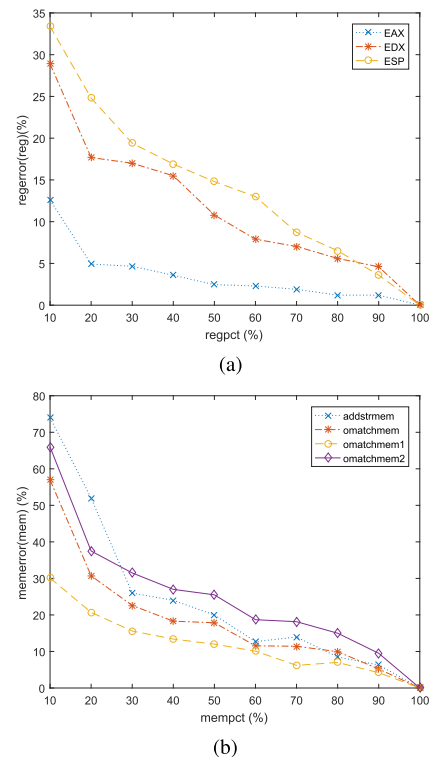 35
30
25
20
15
10
5
0
regerror(reg)(%)
EAX
EDX
ESP
10 20 30 40 50 60 70 80 90 100
regpct (%)
(a)
80
70
60
50
40
30
20
10
0
memerror(mem) (%)
addstrmem
omatchmem
omatchmem1
omatchmem2
10 20 30 40 50 60 70 80 90 100
mempct (%)
(b)